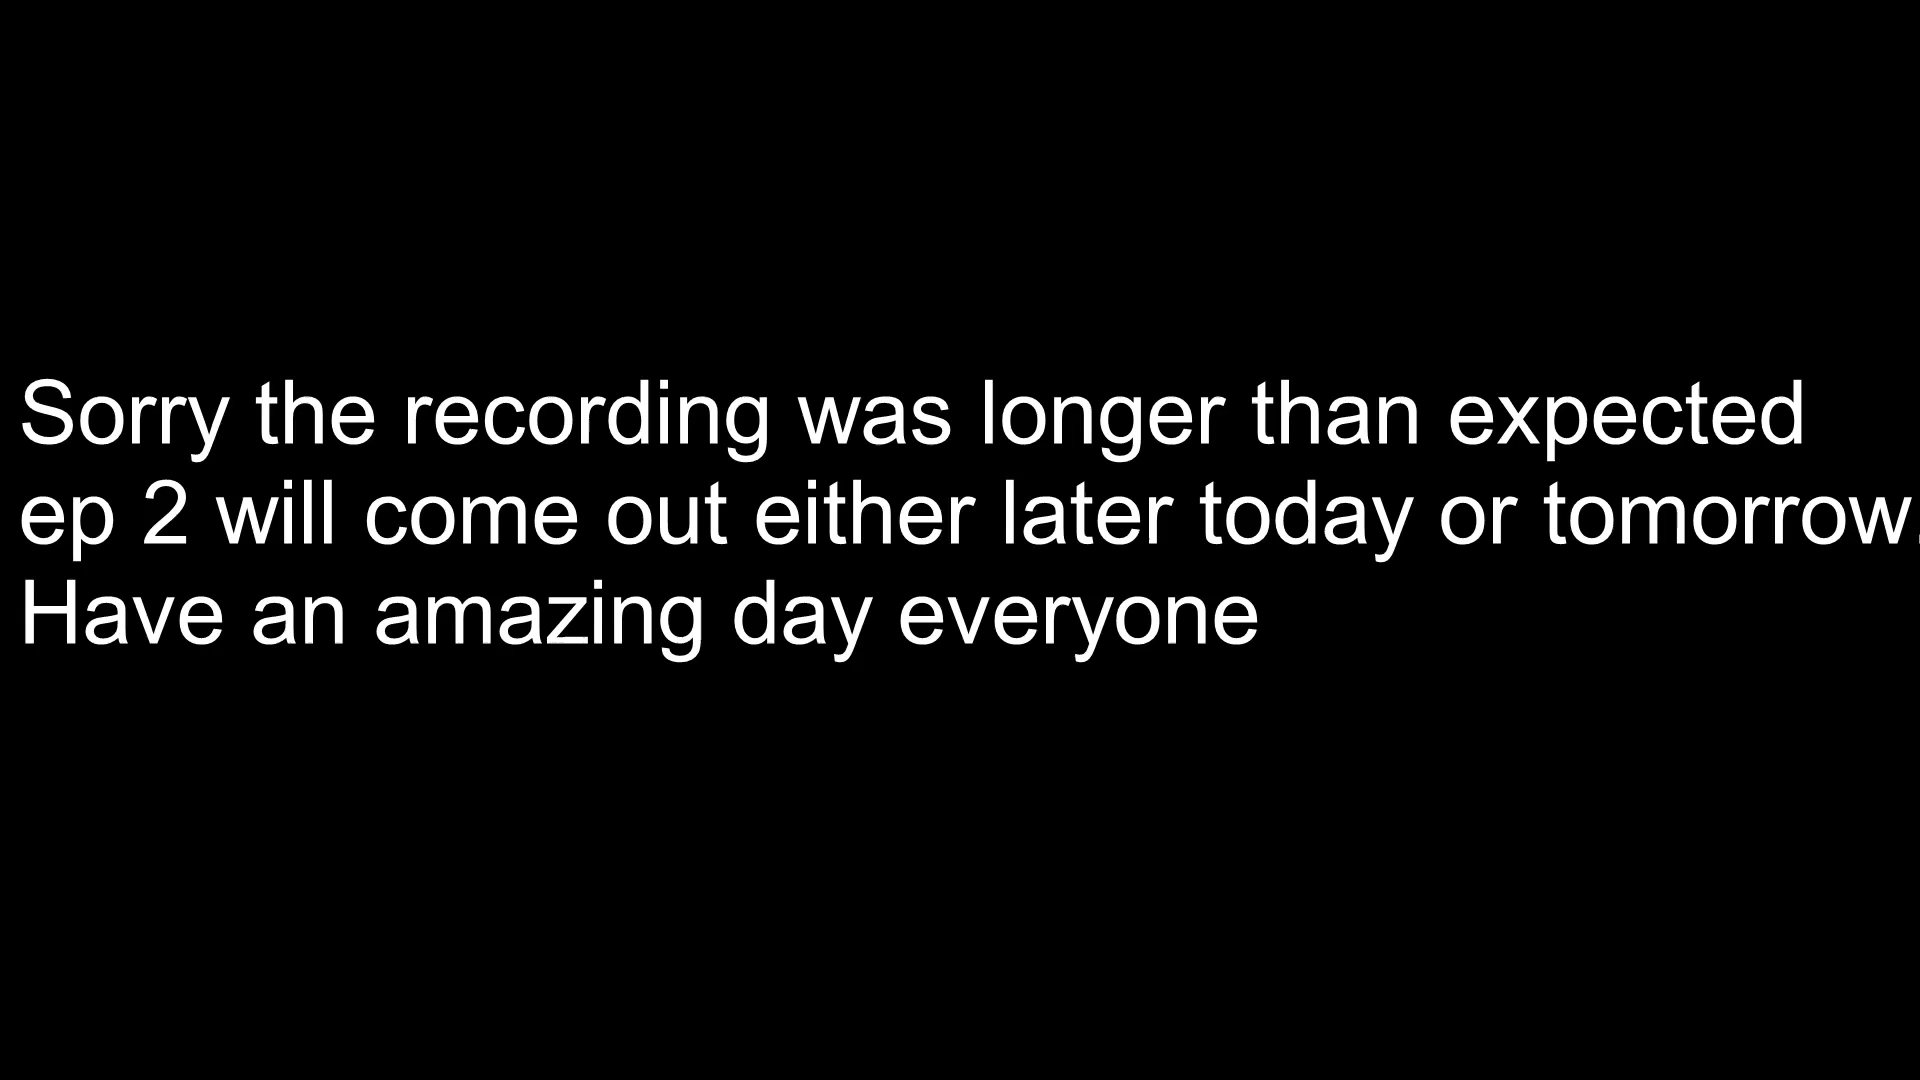 Sorry the recording was longer than expected
ep 2 will come out either later today or tomorrow.
Have an amazing day everyone